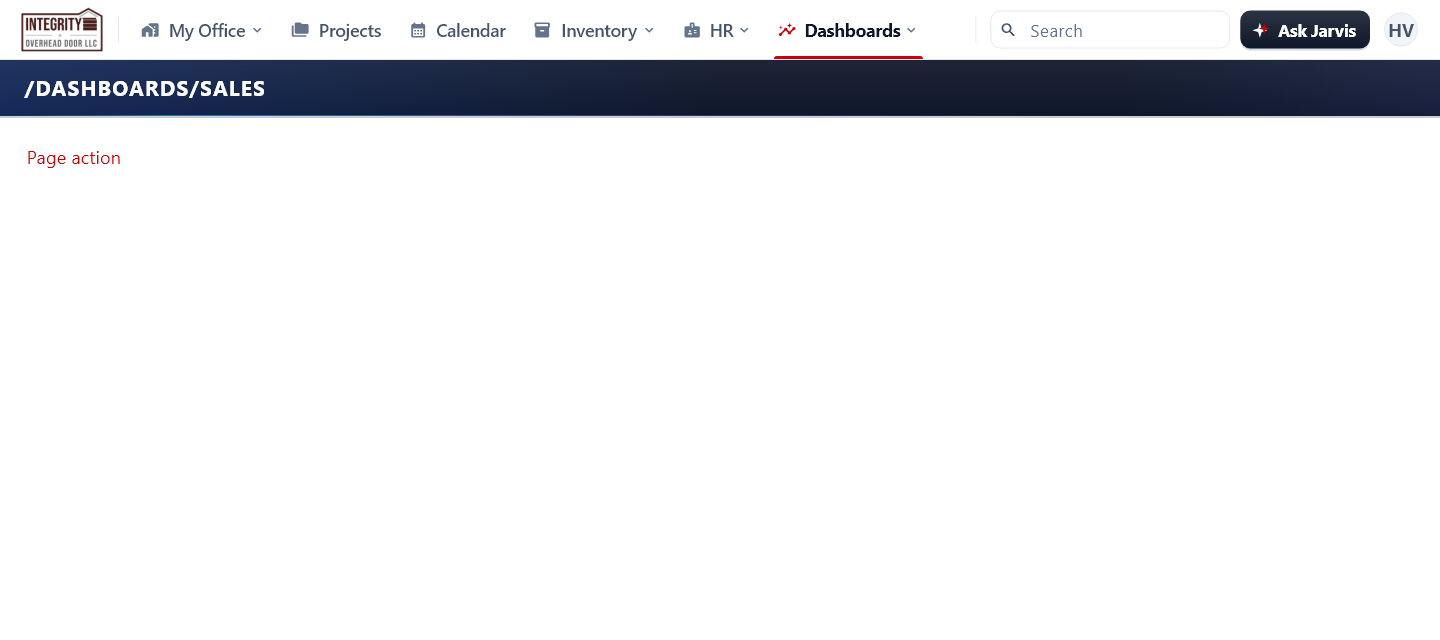 INTEGRITY
OVERHEAD DOOR LLC
My Office
Projects
Calendar
Inventory
HR
Dashboards
Search
Ask Jarvis
HV
/DASHBOARDS/SALES
Page action